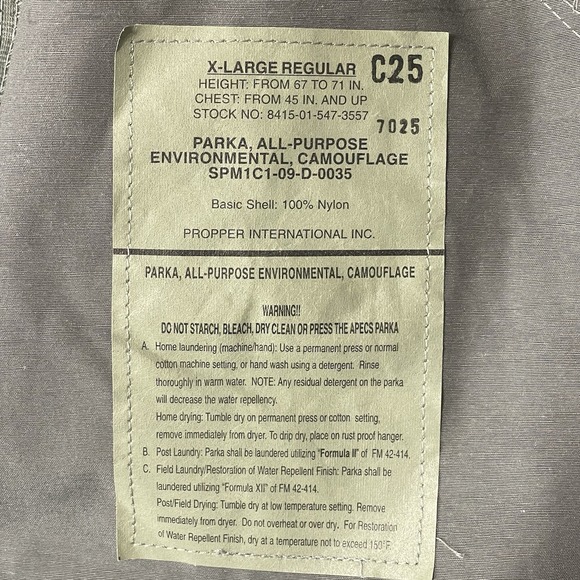 X-LARGE REGULAR C25
HEIGHT: FROM 67 TO 71 IN.
CHEST: FROM 45 IN. AND UP
STOCK NO: 8415-01-547-3557
7025
PARKA, ALL-PURPOSE
ENVIRONMENTAL, CAMOUFLAGE
SPM1C1-09-D-0035
Basic Shell: 100% Nylon
PROPPER INTERNATIONAL INC.
PARKA, ALL-PURPOSE ENVIRONMENTAL, CAMOUFLAGE
WARNING!!
DO NOT STARCH, BLEACH, DRY CLEAN OR PRESS THE APECS PARKA
A. Home laundering (machine/hand): Use a permanent press or normal
cotton machine setting, or hand wash using a detergent. Rinse
thoroughly in warm water. NOTE: Any residual detergent on the parka
will decrease the water repellency.
Home drying: Tumble dry on permanent press or cotton setting,
remove immediately from dryer. To drip dry, place on rust proof hanger.
B. Post Laundry: Parka shall be laundered utilizing "Formula II" of FM 42-414.
C. Field Laundry/Restoration of Water Repellent Finish: Parka shall be
laundered utilizing "Formula XII" of FM 42-414.
Post/Field Drying: Tumble dry at low temperature setting. Remove
immediately from dryer. Do not overheat or over dry. For Restoration
of Water Repellent Finish, dry at a temperature not to exceed 150°F.